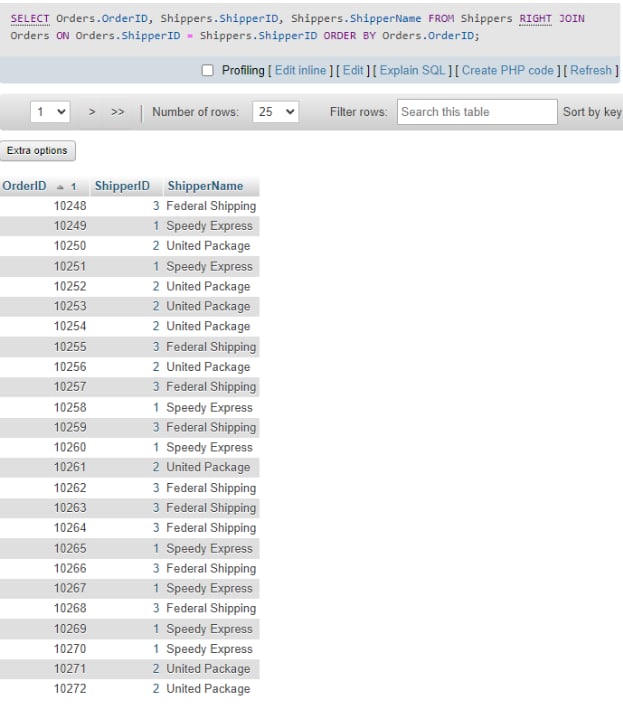 SELECT Orders.OrderID, Shippers.ShipperID, Shippers.ShipperName FROM Shippers RIGHT JOIN
Orders ON Orders.ShipperID = Shippers.ShipperID ORDER BY Orders.OrderID;
Profiling [ Edit inline ] [ Edit ] [ Explain SQL ] [ Create PHP code ] [ Refresh ]
1 > >> Number of rows: 25 Filter rows: Search this table Sort by key
Extra options
OrderID 1 ShipperID ShipperName
10248 3 Federal Shipping
10249 1 Speedy Express
10250 2 United Package
10251 1 Speedy Express
10252 2 United Package
10253 2 United Package
10254 2 United Package
10255 3 Federal Shipping
10256 2 United Package
10257 3 Federal Shipping
10258 1 Speedy Express
10259 3 Federal Shipping
10260 1 Speedy Express
10261 2 United Package
10262 3 Federal Shipping
10263 3 Federal Shipping
10264 3 Federal Shipping
10265 1 Speedy Express
10266 3 Federal Shipping
10267 1 Speedy Express
10268 3 Federal Shipping
10269 1 Speedy Express
10270 1 Speedy Express
10271 2 United Package
10272 2 United Package